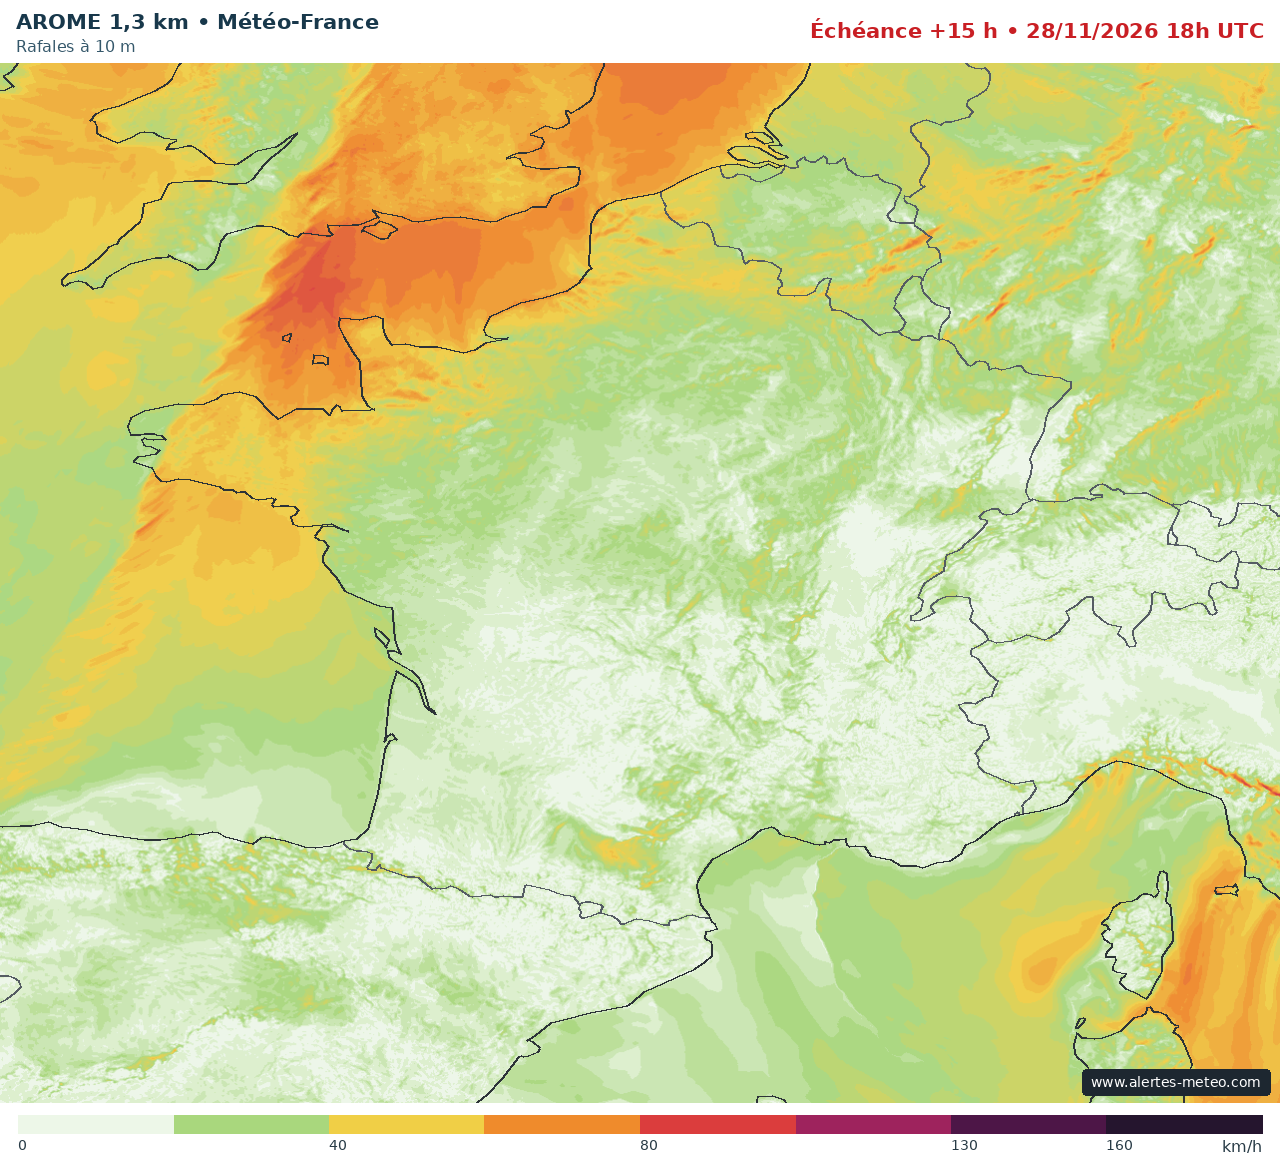 AROME 1,3 km • Météo-France
Rafales à 10 m
Échéance +15 h • 28/11/2026 18h UTC
www.alertes-meteo.com
0 40 80 130 160 km/h